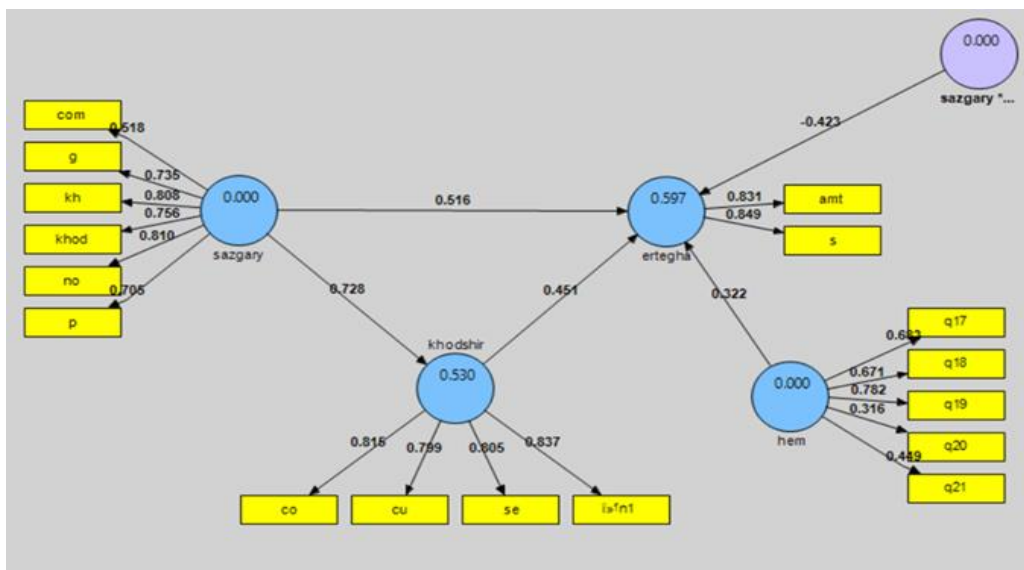 0.000
sazgary *...
-0.423
com
0.518
g
0.735
kh
0.808
khod
0.756
no
0.810
p
0.705
0.000
sazgary
0.516
0.597
ertegha
0.831
amt
0.849
s
0.728
0.451
0.322
khodshir
0.530
0.815
0.799
0.805
0.837
co
cu
se
0.000
hem
q17
0.671
q18
0.782
q19
0.316
q20
0.449
q21